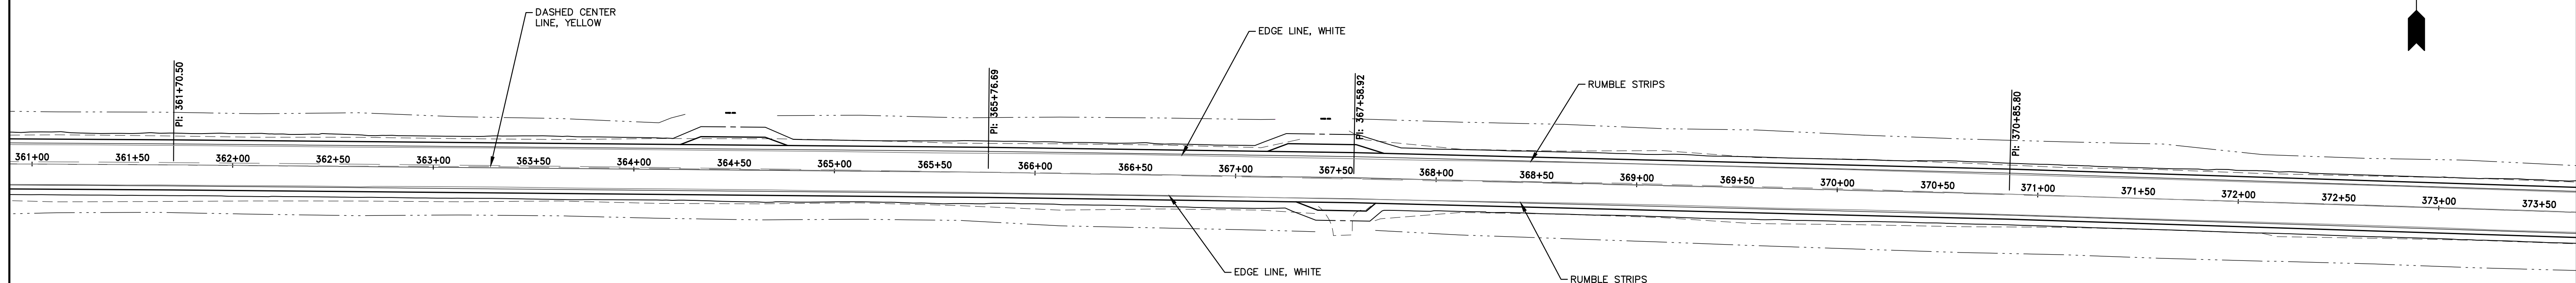 DASHED CENTER
LINE, YELLOW
EDGE LINE, WHITE
RUMBLE STRIPS
PI: 361+70.50
PI: 365+76.69
PI: 367+58.92
PI: 370+85.80
361+00
361+50
362+00
362+50
363+00
363+50
364+00
364+50
365+00
365+50
366+00
366+50
367+00
367+50
368+00
368+50
369+00
369+50
370+00
370+50
371+00
371+50
372+00
372+50
373+00
373+50
EDGE LINE, WHITE
RUMBLE STRIPS